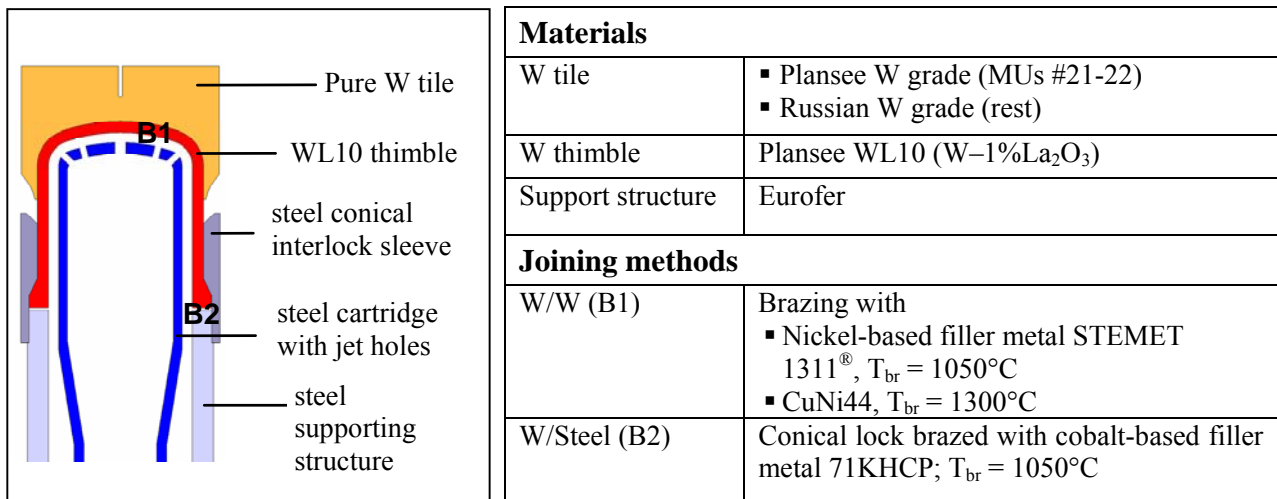 Pure W tile
B1
WL10 thimble
steel conical
interlock sleeve
B2
steel cartridge
with jet holes
steel
supporting
structure
Materials
W tile
▪ Plansee W grade (MUs #21-22)
▪ Russian W grade (rest)
W thimble
Plansee WL10 (W–1%La₂O₃)
Support structure
Eurofer
Joining methods
W/W (B1)
Brazing with
▪ Nickel-based filler metal STEMET
1311®, T_br = 1050°C
▪ CuNi44, T_br = 1300°C
W/Steel (B2)
Conical lock brazed with cobalt-based filler
metal 71KHCP; T_br = 1050°C